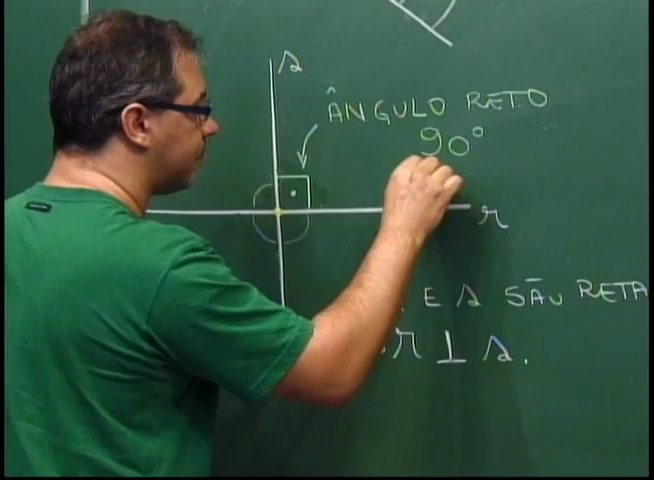 s
ÂNGULO RETO
90°
r
E s SÃO RETA
r ⊥ s.